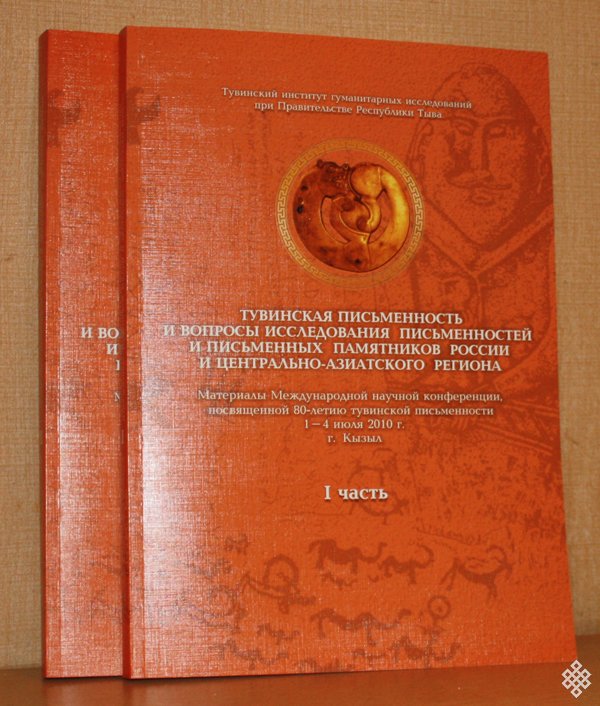 Тувинский институт гуманитарных исследований
при Правительстве Республики Тыва
ТУВИНСКАЯ ПИСЬМЕННОСТЬ
И ВОПРОСЫ ИССЛЕДОВАНИЯ ПИСЬМЕННОСТЕЙ
И ПИСЬМЕННЫХ ПАМЯТНИКОВ РОССИИ
И ЦЕНТРАЛЬНО-АЗИАТСКОГО РЕГИОНА
Материалы Международной научной конференции,
посвященной 80-летию тувинской письменности
1—4 июля 2010 г.
г. Кызыл
I часть